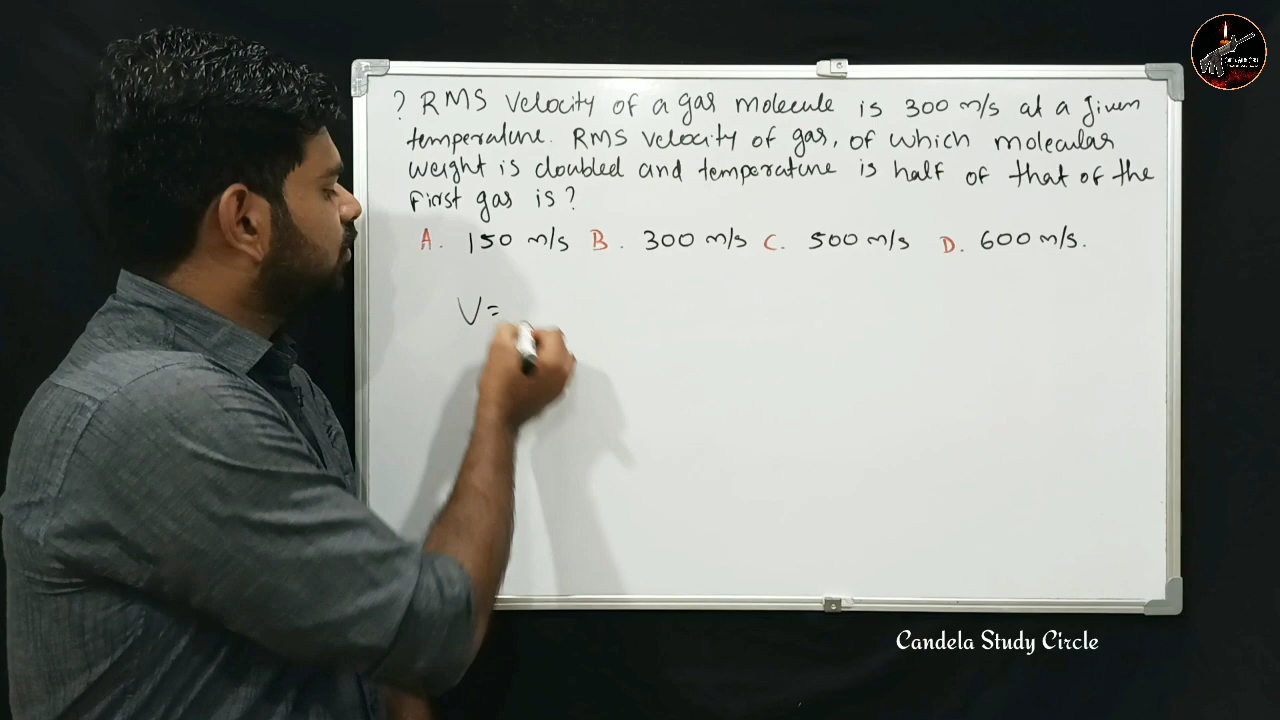 ? RMS Velocity of a gas molecule is 300 m/s at a given
temperature. RMS velocity of gas, of which molecular
weight is doubled and temperature is half of that of the
first gas is?
A. 150 m/s B. 300 m/s C. 500 m/s D. 600 m/s.
V=
Candela Study Circle